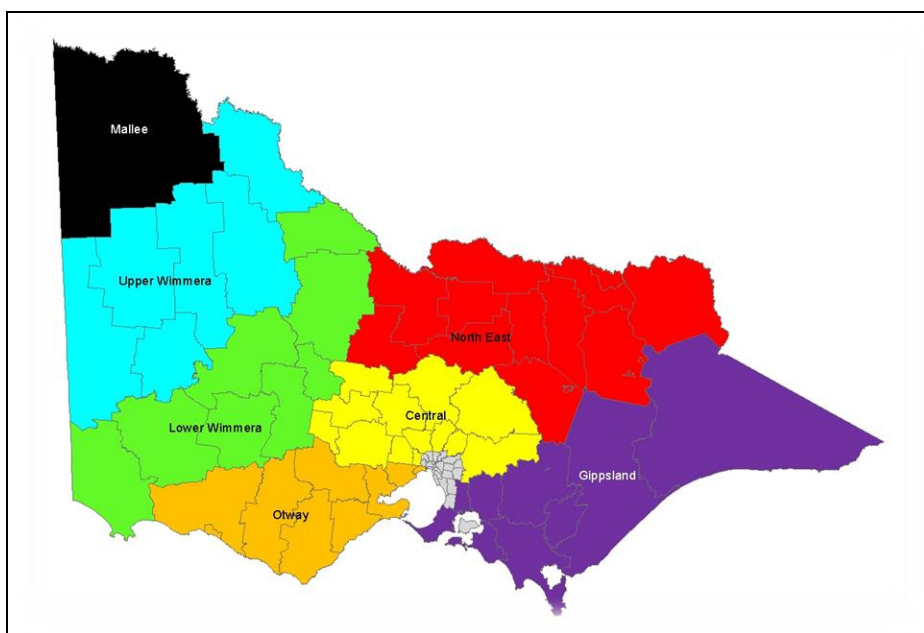 Mallee
Upper Wimmera
North East
Central
Lower Wimmera
Gippsland
Otway